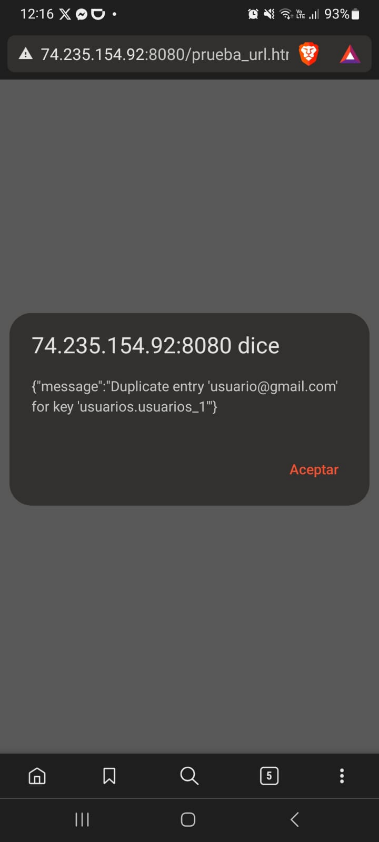 12:16
93%
74.235.154.92:8080/prueba_url.htr
74.235.154.92:8080 dice
{"message":"Duplicate entry 'usuario@gmail.com'
for key 'usuarios.usuarios_1'"}
Aceptar
5